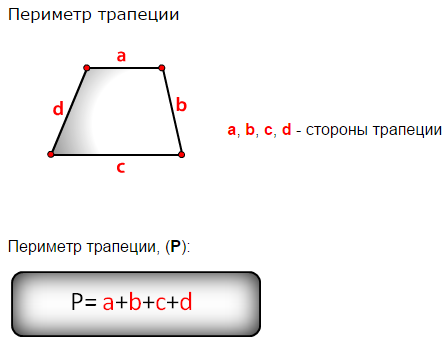 Периметр трапеции
a
d
b
c
a, b, c, d - стороны трапеции
Периметр трапеции, (P):
P= a+b+c+d